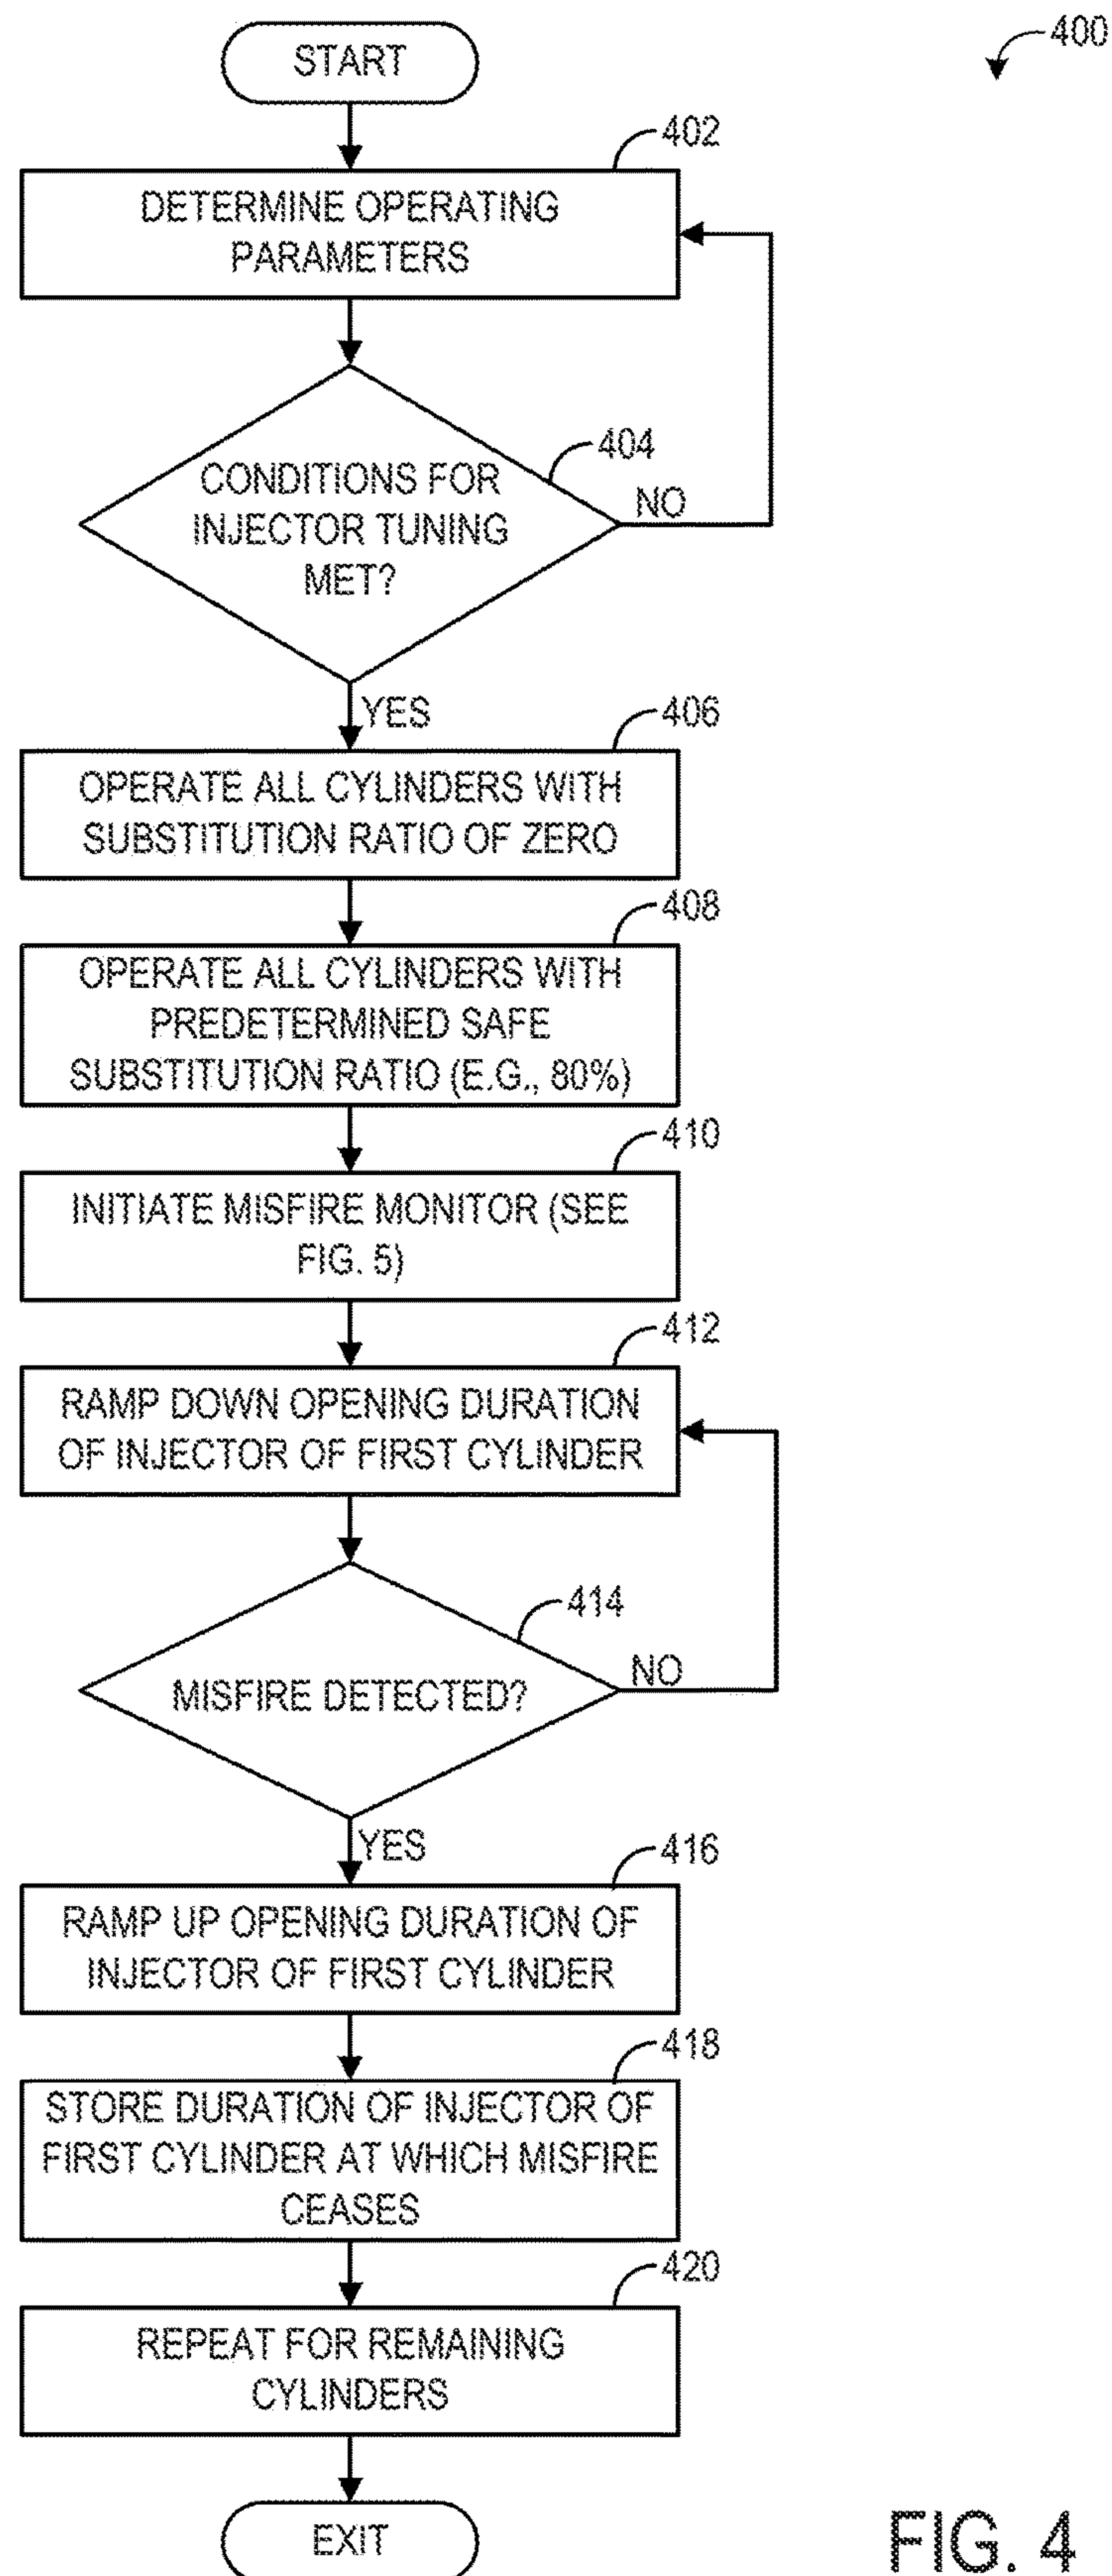 START
400
402
DETERMINE OPERATING
PARAMETERS
404
CONDITIONS FOR
INJECTOR TUNING
MET?
NO
YES
406
OPERATE ALL CYLINDERS WITH
SUBSTITUTION RATIO OF ZERO
408
OPERATE ALL CYLINDERS WITH
PREDETERMINED SAFE
SUBSTITUTION RATIO (E.G., 80%)
410
INITIATE MISFIRE MONITOR (SEE
FIG. 5)
412
RAMP DOWN OPENING DURATION
OF INJECTOR OF FIRST CYLINDER
414
MISFIRE DETECTED?
NO
YES
416
RAMP UP OPENING DURATION OF
INJECTOR OF FIRST CYLINDER
418
STORE DURATION OF INJECTOR OF
FIRST CYLINDER AT WHICH MISFIRE
CEASES
420
REPEAT FOR REMAINING
CYLINDERS
EXIT
FIG. 4